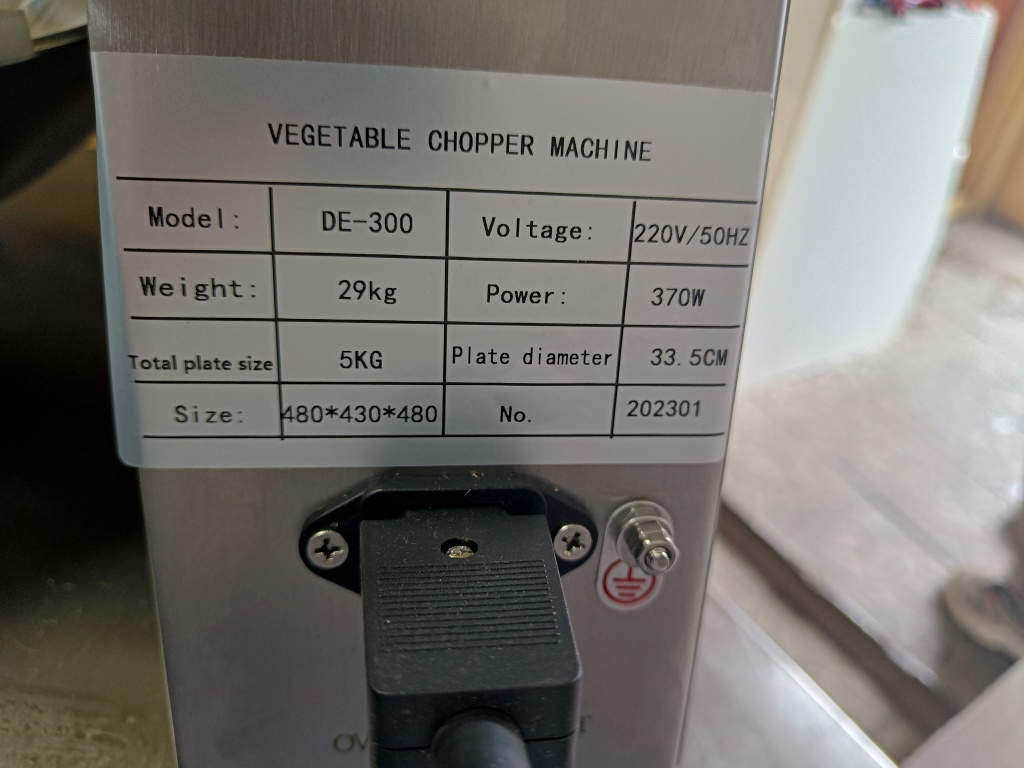 VEGETABLE CHOPPER MACHINE
Model: DE-300 Voltage: 220V/50HZ
Weight: 29kg Power: 370W
Total plate size 5KG Plate diameter 33.5CM
Size: 480*430*480 No. 202301